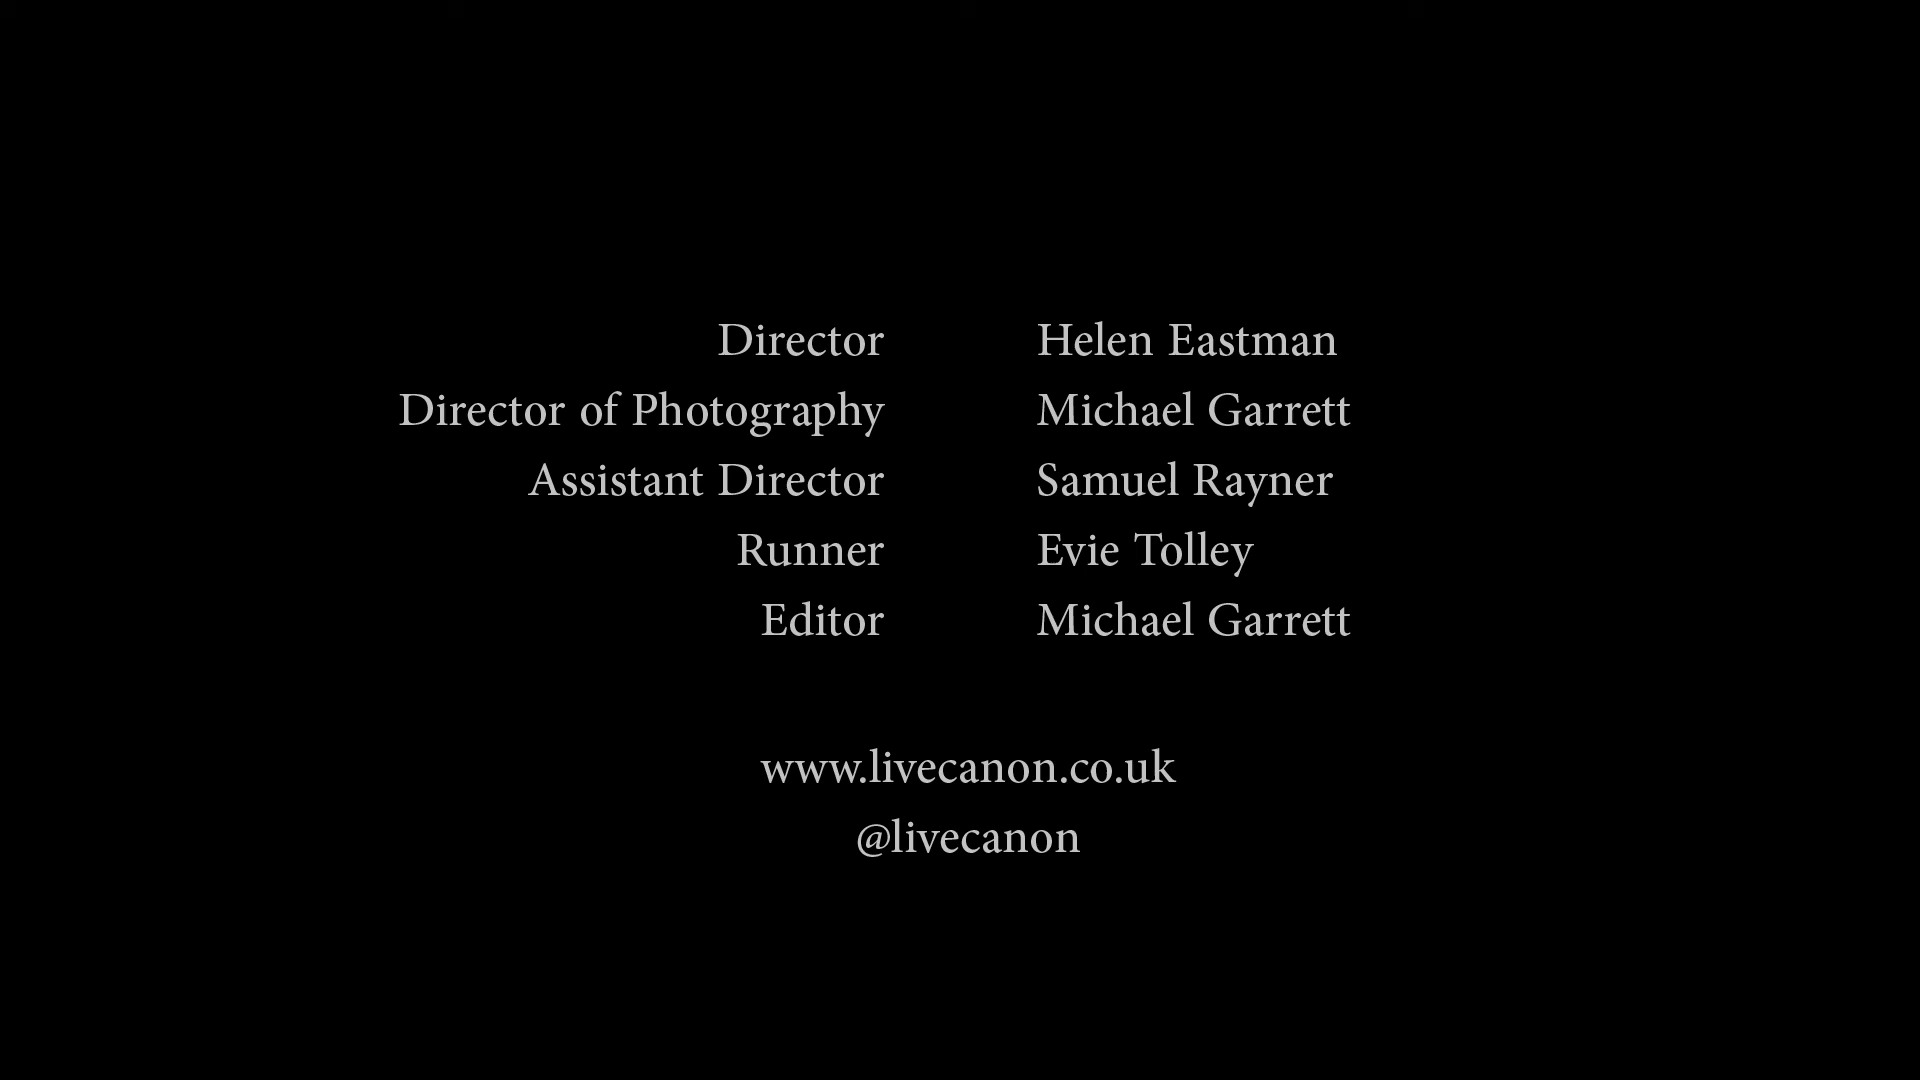 Director Helen Eastman
Director of Photography Michael Garrett
Assistant Director Samuel Rayner
Runner Evie Tolley
Editor Michael Garrett
www.livecanon.co.uk
@livecanon